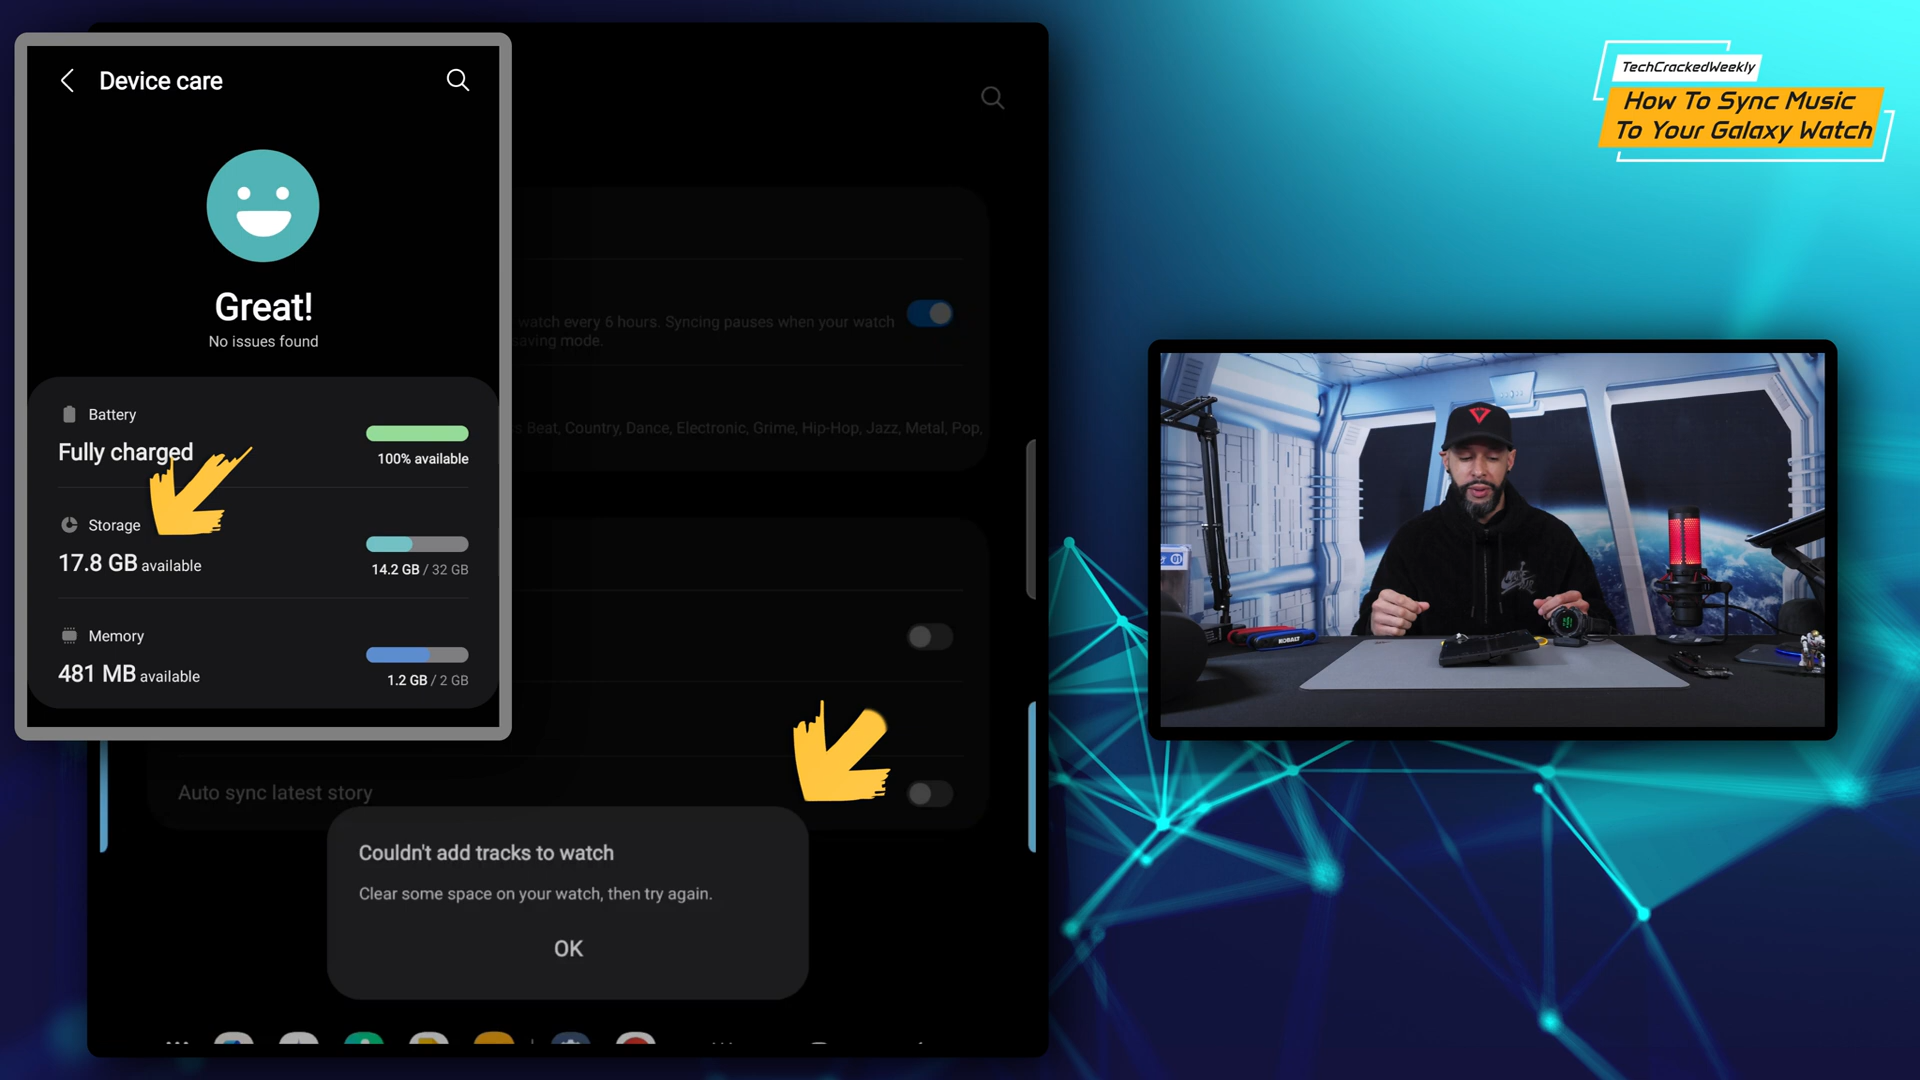 Device care
Great!
No issues found
Battery
Fully charged
100% available
Storage
17.8 GB available
14.2 GB / 32 GB
Memory
481 MB available
1.2 GB / 2 GB
watch every 6 hours. Syncing pauses when your watch
saving mode.
Beat, Country, Dance, Electronic, Grime, Hip-Hop, Jazz, Metal, Pop,
Auto sync latest story
Couldn't add tracks to watch
Clear some space on your watch, then try again.
OK
TechCrackedWeekly
How To Sync Music
To Your Galaxy Watch
KOBALT